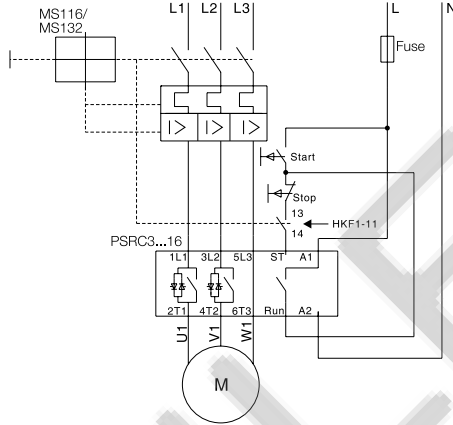 MS116/
MS132
L1 L2 L3 L N
Fuse
I> I> I>
Start
Stop
13
14 HKF1-11
PSRC3...16
1L1 3L2 5L3 ST A1
2T1 4T2 6T3 Run A2
U1 V1 W1
M